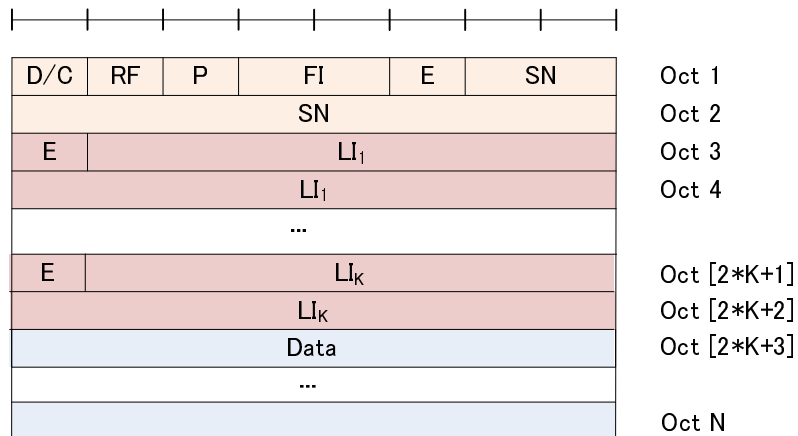 D/C RF P FI E SN Oct 1
SN Oct 2
E LI₁ Oct 3
LI₁ Oct 4
...
E LIK Oct [2*K+1]
LIK Oct [2*K+2]
Data Oct [2*K+3]
...
Oct N